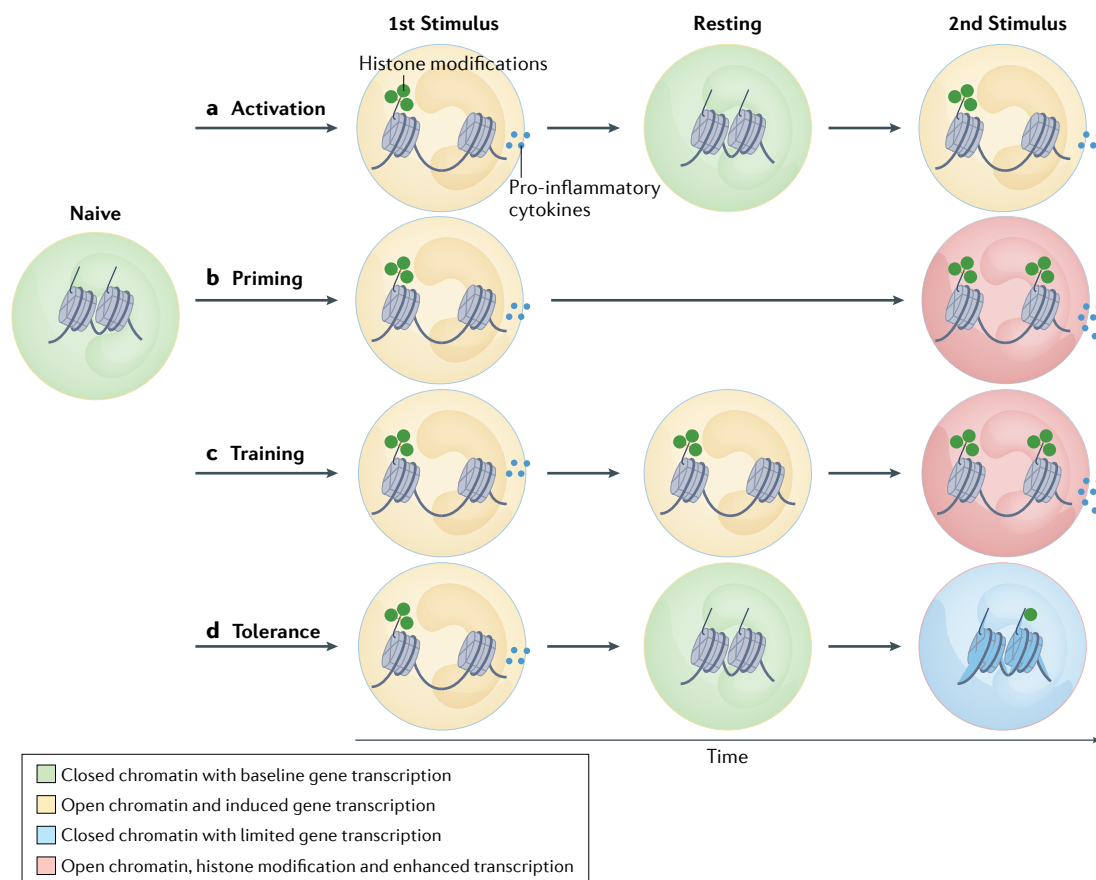 1st Stimulus
Resting
2nd Stimulus
Histone modifications
a Activation
Pro-inflammatory
cytokines
Naive
b Priming
c Training
d Tolerance
Time
Closed chromatin with baseline gene transcription
Open chromatin and induced gene transcription
Closed chromatin with limited gene transcription
Open chromatin, histone modification and enhanced transcription